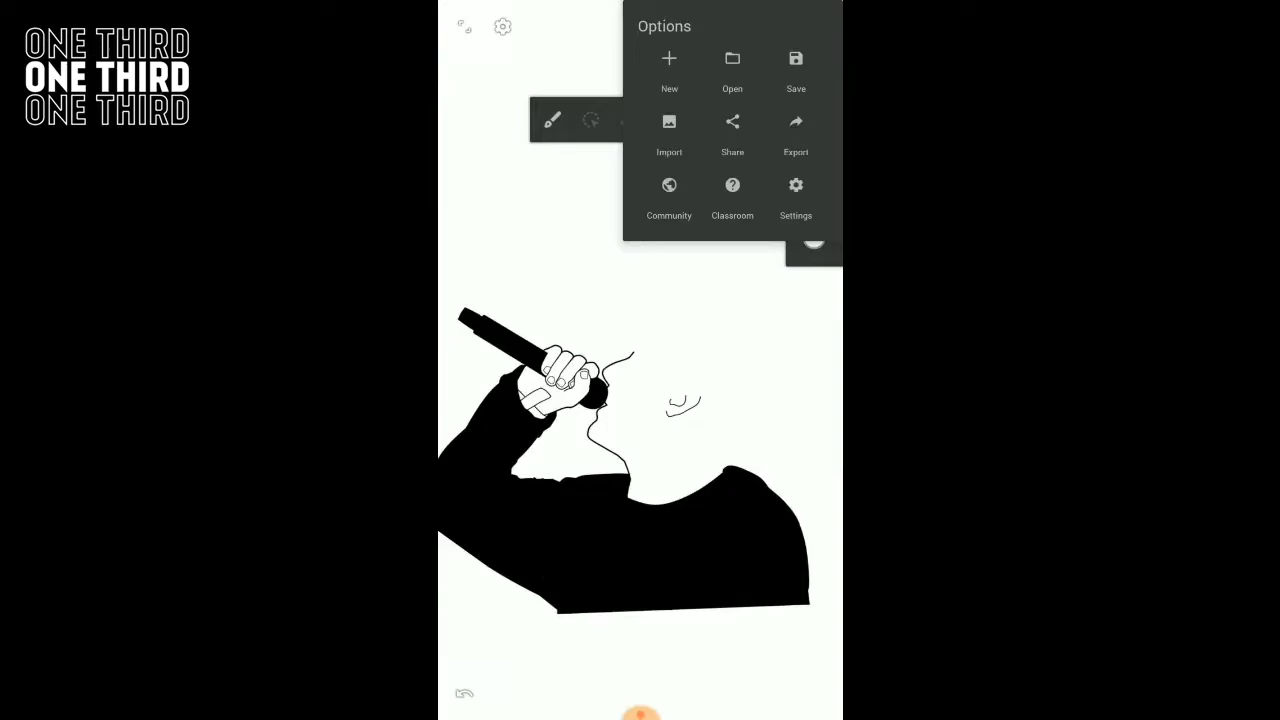 ONE THIRD
ONE THIRD
ONE THIRD
Options
New Open Save
Import Share Export
Community Classroom Settings